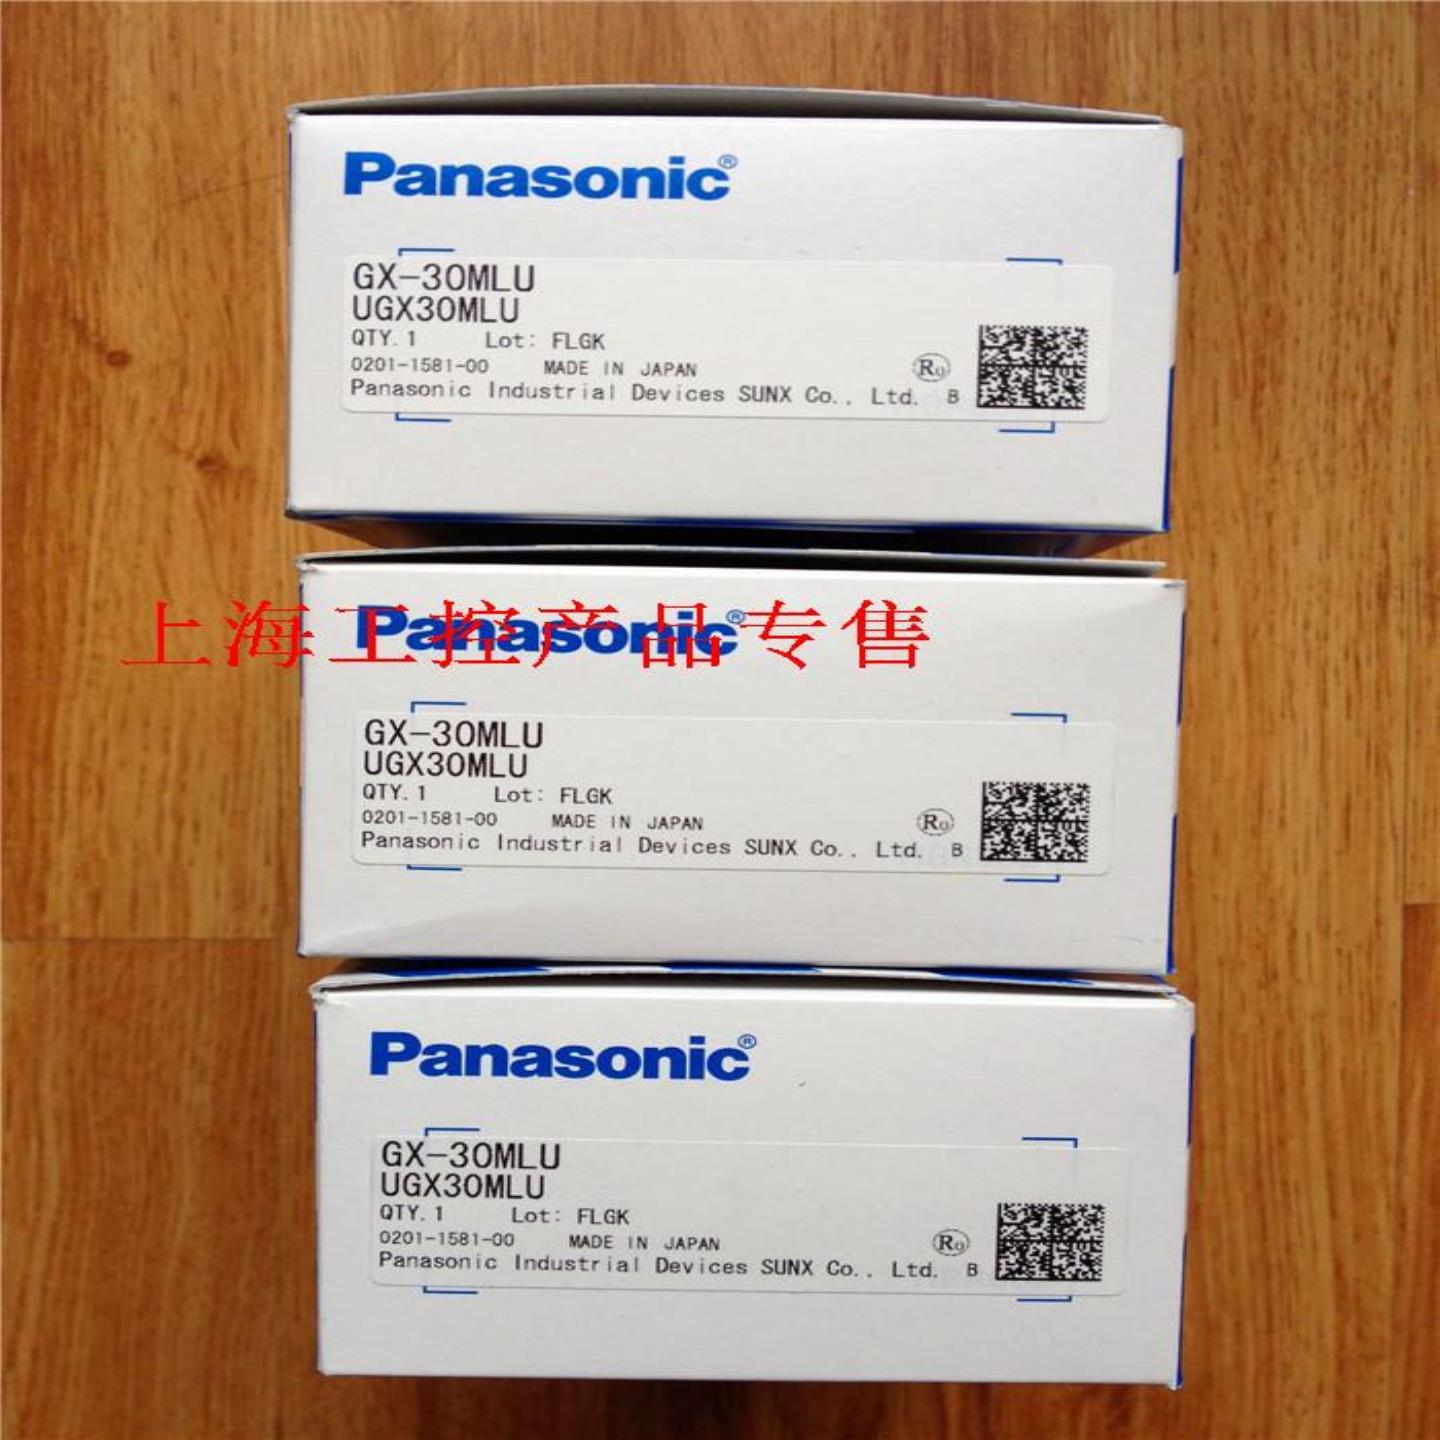 Panasonic®
GX-30MLU
UGX30MLU
QTY.1 Lot: FLGK
0201-1581-00 MADE IN JAPAN
Panasonic Industrial Devices SUNX Co., Ltd. B
Ro
上海工控产品专售
Panasonic®
GX-30MLU
UGX30MLU
QTY.1 Lot: FLGK
0201-1581-00 MADE IN JAPAN
Panasonic Industrial Devices SUNX Co., Ltd. B
Ro
Panasonic®
GX-30MLU
UGX30MLU
QTY.1 Lot: FLGK
0201-1581-00 MADE IN JAPAN
Panasonic Industrial Devices SUNX Co., Ltd. B
Ro